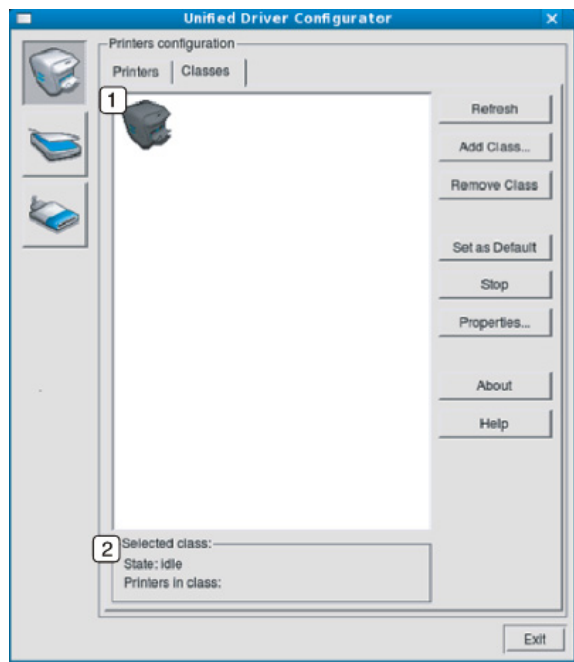 Unified Driver Configurator
Printers configuration
Printers Classes
1
Refresh
Add Class...
Remove Class
Set as Default
Stop
Properties...
About
Help
2
Selected class:
State: idle
Printers in class:
Exit